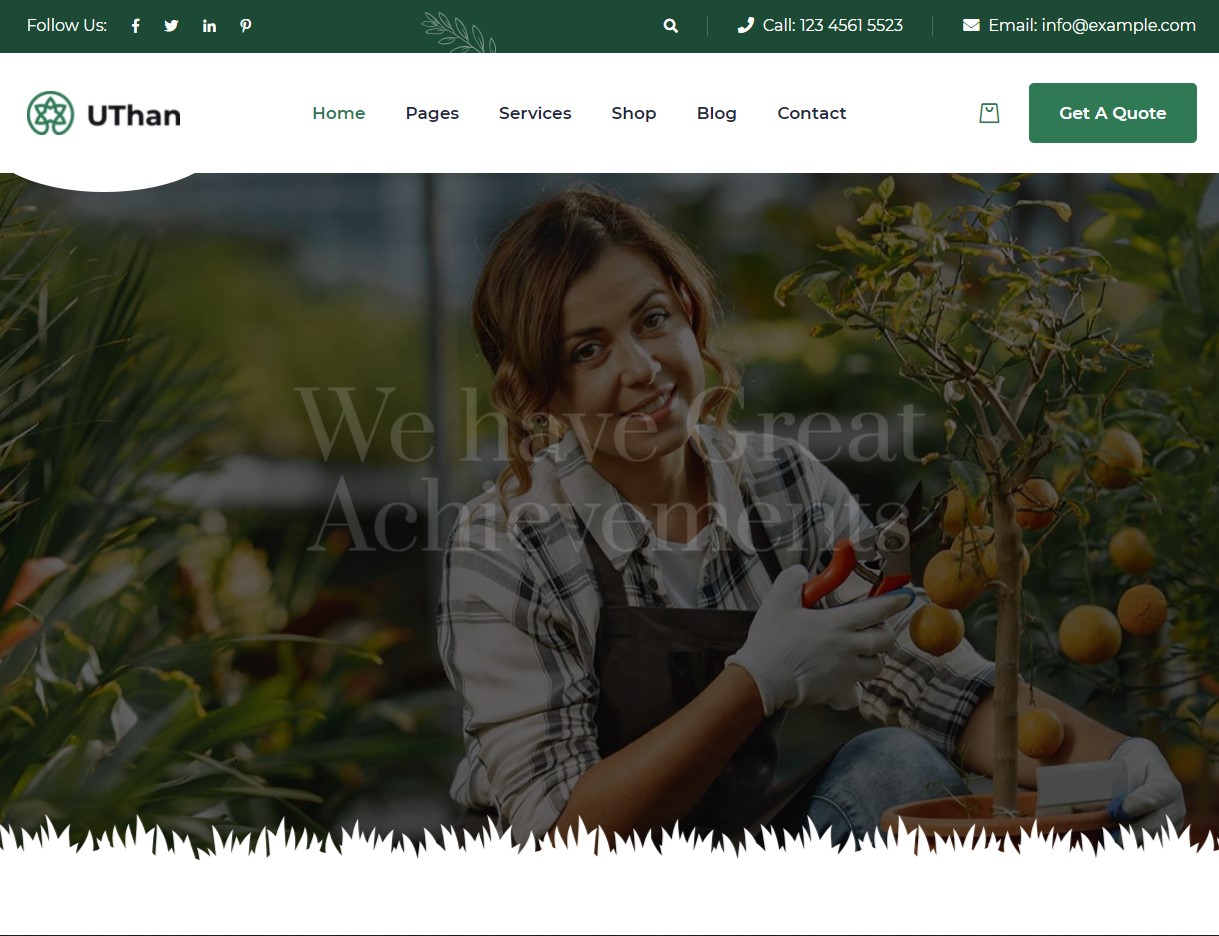 Follow Us:
Call: 123 4561 5523
Email: info@example.com
UThan
Home
Pages
Services
Shop
Blog
Contact
Get A Quote
We have Great
Achievements